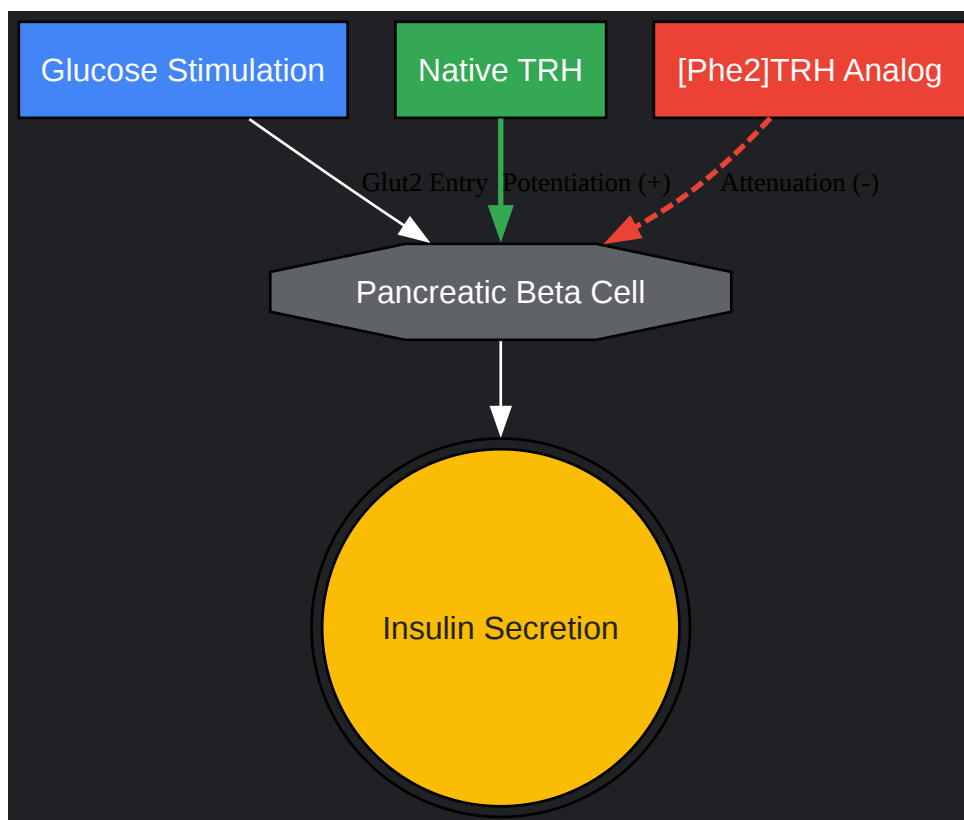 Glucose Stimulation
Native TRH
[Phe2]TRH Analog
Glut2 Entry
Potentiation (+)
Attenuation (-)
Pancreatic Beta Cell
Insulin Secretion